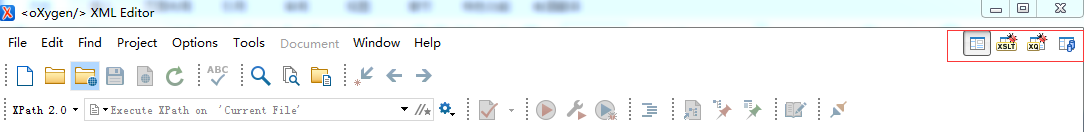 <oXygen/> XML Editor
File Edit Find Project Options Tools Document Window Help
XSLT XQ
ABC
XPath 2.0 Execute XPath on 'Current File'